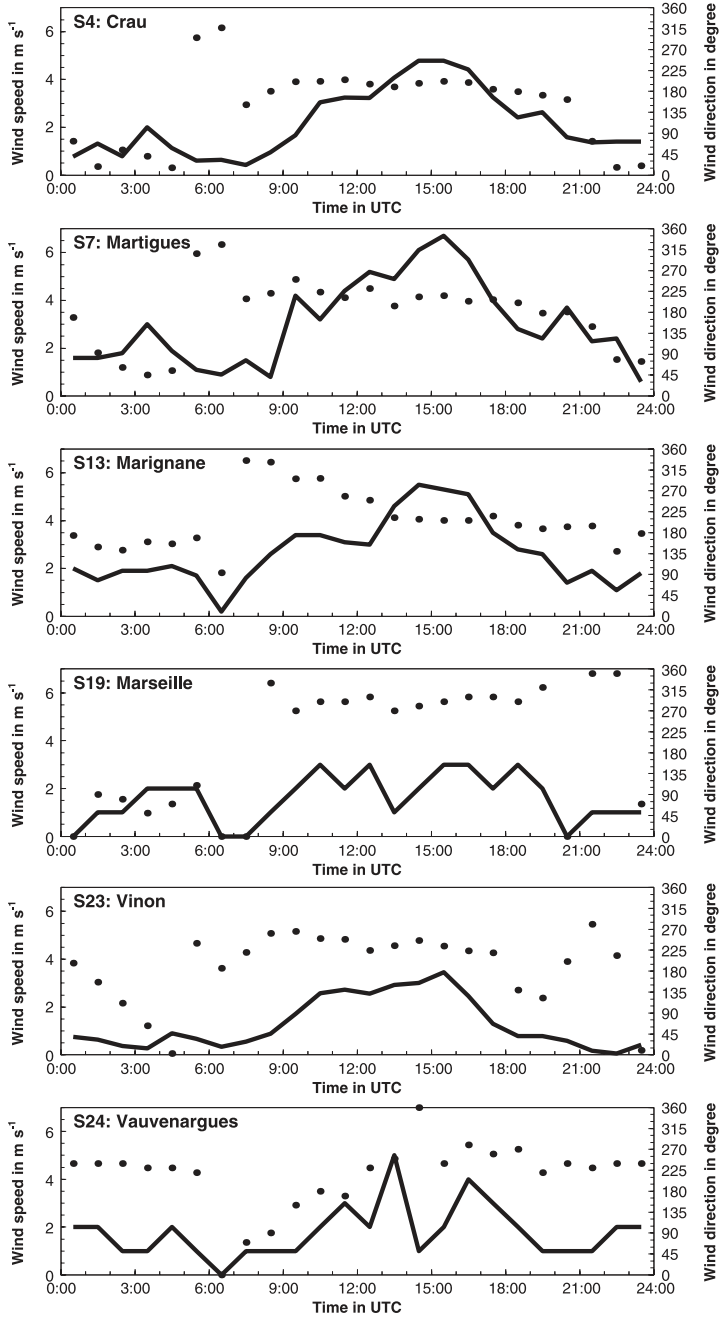 S4: Crau
Wind speed in m s-1
6
4
2
0
360
315
270
225
180
135
90
45
0
Wind direction in degree
0:00 3:00 6:00 9:00 12:00 15:00 18:00 21:00 24:00
Time in UTC
S7: Martigues
Wind speed in m s-1
6
4
2
0
360
315
270
225
180
135
90
45
0
Wind direction in degree
0:00 3:00 6:00 9:00 12:00 15:00 18:00 21:00 24:00
Time in UTC
S13: Marignane
Wind speed in m s-1
6
4
2
0
360
315
270
225
180
135
90
45
0
Wind direction in degree
0:00 3:00 6:00 9:00 12:00 15:00 18:00 21:00 24:00
Time in UTC
S19: Marseille
Wind speed in m s-1
6
4
2
0
360
315
270
225
180
135
90
45
0
Wind direction in degree
0:00 3:00 6:00 9:00 12:00 15:00 18:00 21:00 24:00
Time in UTC
S23: Vinon
Wind speed in m s-1
6
4
2
0
360
315
270
225
180
135
90
45
0
Wind direction in degree
0:00 3:00 6:00 9:00 12:00 15:00 18:00 21:00 24:00
Time in UTC
S24: Vauvenargues
Wind speed in m s-1
6
4
2
0
360
315
270
225
180
135
90
45
0
Wind direction in degree
0:00 3:00 6:00 9:00 12:00 15:00 18:00 21:00 24:00
Time in UTC